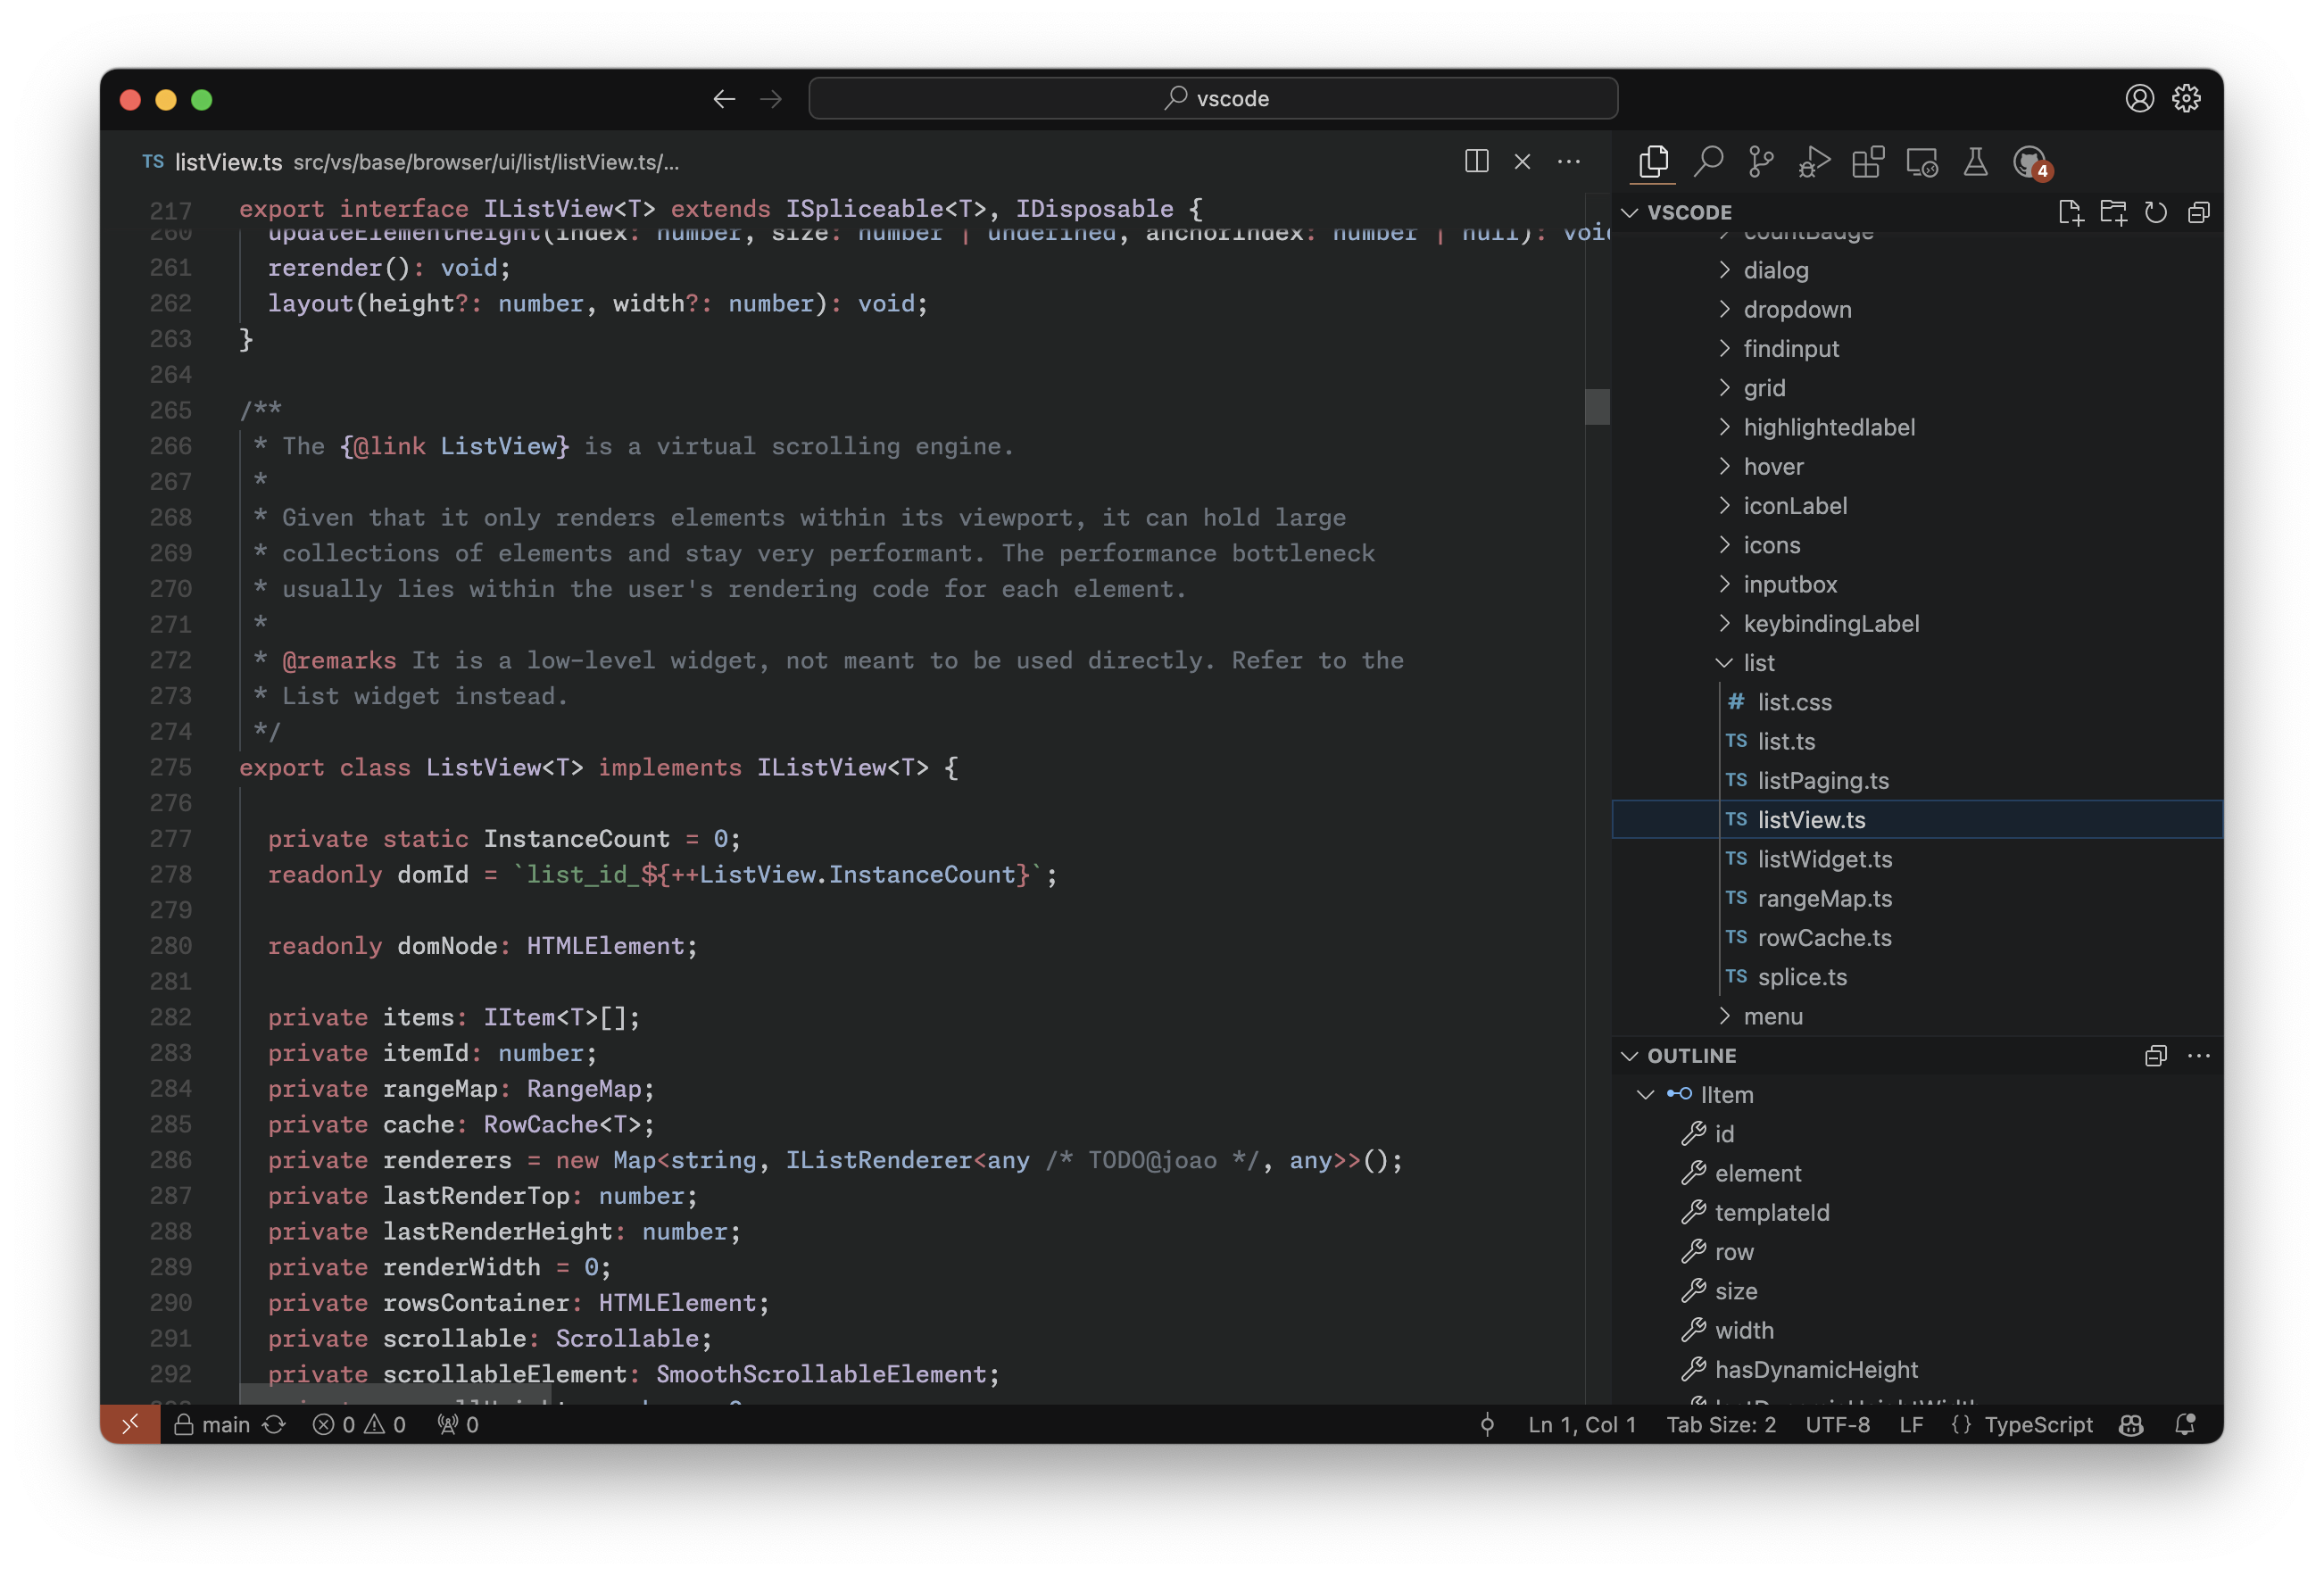 vscode
TS listView.ts src/vs/base/browser/ui/list/listView.ts/...
217 export interface IListView<T> extends ISpliceable<T>, IDisposable {
260 updateElementHeight(index: number, size: number | undefined, anchorIndex: number | null): void
261 rerender(): void;
262 layout(height?: number, width?: number): void;
263 }
264
265 /**
266 * The {@link ListView} is a virtual scrolling engine.
267 *
268 * Given that it only renders elements within its viewport, it can hold large
269 * collections of elements and stay very performant. The performance bottleneck
270 * usually lies within the user's rendering code for each element.
271 *
272 * @remarks It is a low-level widget, not meant to be used directly. Refer to the
273 * List widget instead.
274 */
275 export class ListView<T> implements IListView<T> {
276
277 private static InstanceCount = 0;
278 readonly domId = `list_id_${++ListView.InstanceCount}`;
279
280 readonly domNode: HTMLElement;
281
282 private items: IItem<T>[];
283 private itemId: number;
284 private rangeMap: RangeMap;
285 private cache: RowCache<T>;
286 private renderers = new Map<string, IListRenderer<any /* TODO@joao */, any>>();
287 private lastRenderTop: number;
288 private lastRenderHeight: number;
289 private renderWidth = 0;
290 private rowsContainer: HTMLElement;
291 private scrollable: Scrollable;
292 private scrollableElement: SmoothScrollableElement;
4
VSCODE
countBadge
dialog
dropdown
findinput
grid
highlightedlabel
hover
iconLabel
icons
inputbox
keybindingLabel
list
# list.css
TS list.ts
TS listPaging.ts
TS listView.ts
TS listWidget.ts
TS rangeMap.ts
TS rowCache.ts
TS splice.ts
menu
OUTLINE
IItem
id
element
templateId
row
size
width
hasDynamicHeight
lastDynamicHeightWidth
main 0 0 0 Ln 1, Col 1 Tab Size: 2 UTF-8 LF {} TypeScript